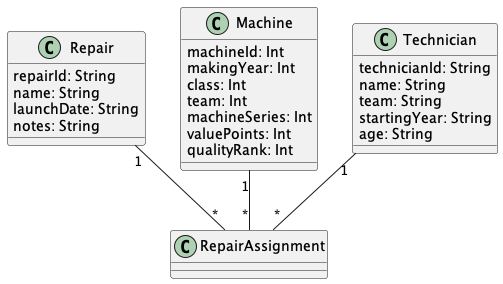 C Repair
repairId: String
name: String
launchDate: String
notes: String
C Machine
machineId: Int
makingYear: Int
class: Int
team: Int
machineSeries: Int
valuePoints: Int
qualityRank: Int
C Technician
technicianId: String
name: String
team: String
startingYear: String
age: String
1
1
1
*
*
*
C RepairAssignment